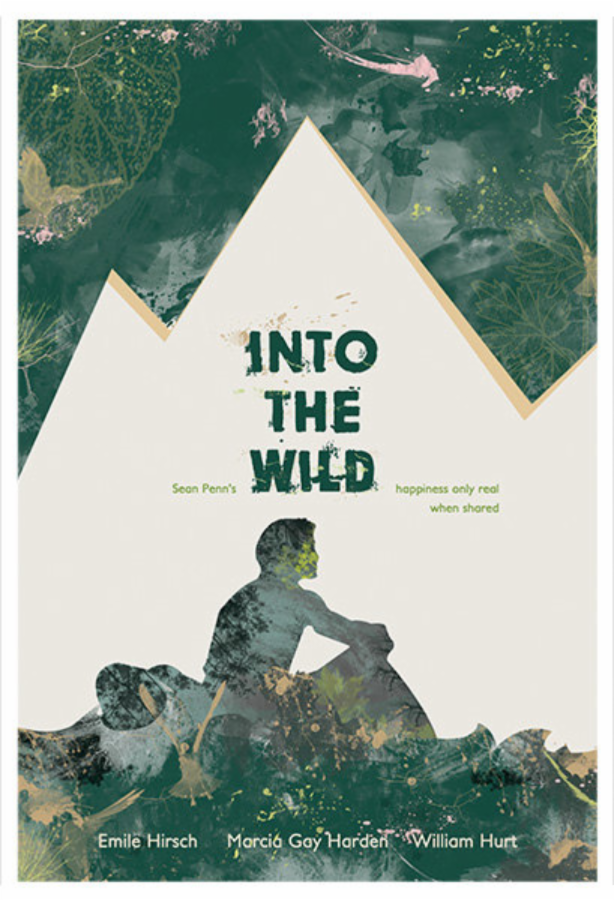 INTO
THE
WILD
Sean Penn's
happiness only real
when shared
Emile Hirsch Marcia Gay Harden William Hurt